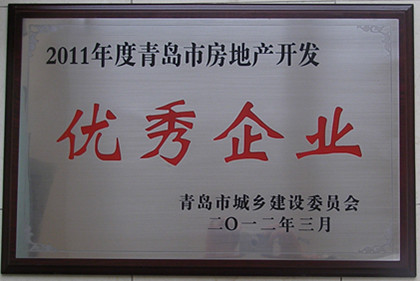 2011年度青岛市房地产开发
优秀企业
青岛市城乡建设委员会
二〇一二年三月